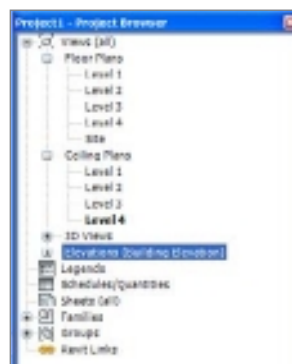 Project1 - Project Browser
Views (all)
Floor Plans
Level 1
Level 2
Level 3
Level 4
Site
Ceiling Plans
Level 1
Level 2
Level 3
Level 4
3D Views
Elevations (Building Elevation)
Legends
Schedules/Quantities
Sheets (all)
Families
Groups
Revit Links